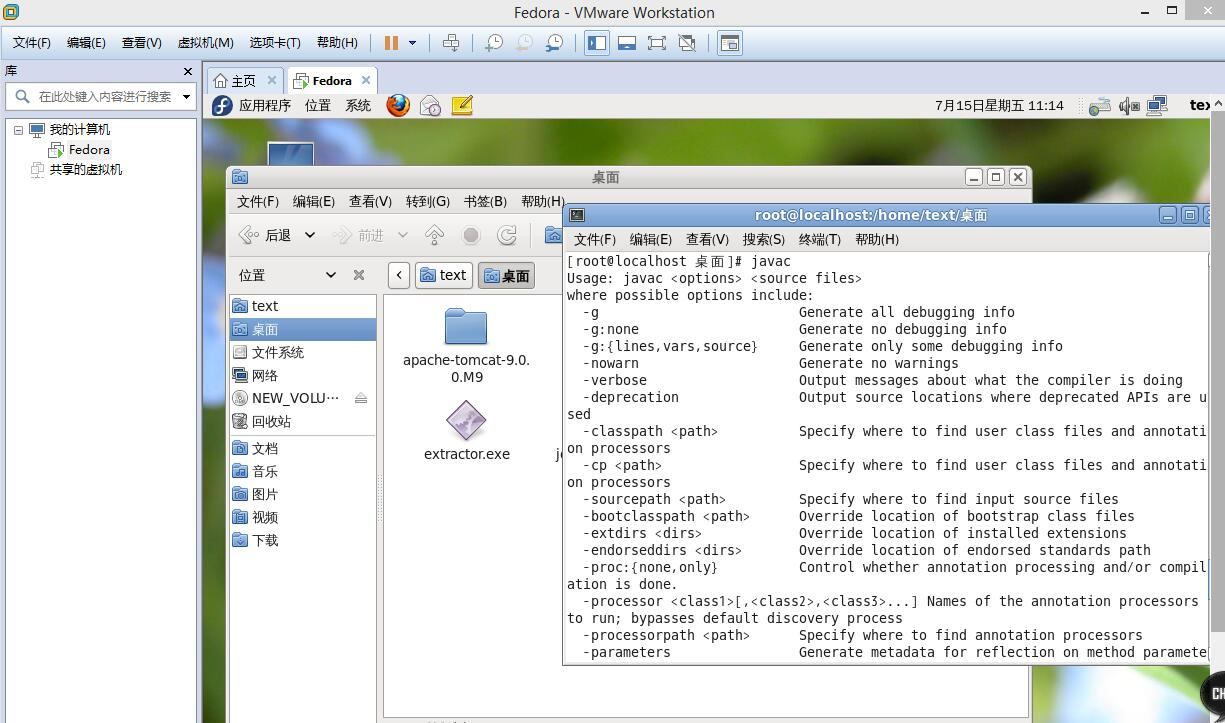 Fedora - VMware Workstation
文件(F) 编辑(E) 查看(V) 虚拟机(M) 选项卡(T) 帮助(H)
库
在此处键入内容进行搜索
我的计算机
Fedora
共享的虚拟机
主页 Fedora
应用程序 位置 系统
7月15日星期五 11:14
tex
桌面
文件(F) 编辑(E) 查看(V) 转到(G) 书签(B) 帮助(H)
后退 前进
位置
text 桌面
text
桌面
文件系统
网络
NEW_VOLU…
回收站
文档
音乐
图片
视频
下载
apache-tomcat-9.0.
0.M9
extractor.exe
root@localhost:/home/text/桌面
文件(F) 编辑(E) 查看(V) 搜索(S) 终端(T) 帮助(H)
[root@localhost 桌面]# javac
Usage: javac <options> <source files>
where possible options include:
-g Generate all debugging info
-g:none Generate no debugging info
-g:{lines,vars,source} Generate only some debugging info
-nowarn Generate no warnings
-verbose Output messages about what the compiler is doing
-deprecation Output source locations where deprecated APIs are u
sed
-classpath <path> Specify where to find user class files and annotati
on processors
-cp <path> Specify where to find user class files and annotati
on processors
-sourcepath <path> Specify where to find input source files
-bootclasspath <path> Override location of bootstrap class files
-extdirs <dirs> Override location of installed extensions
-endorseddirs <dirs> Override location of endorsed standards path
-proc:{none,only} Control whether annotation processing and/or compil
ation is done.
-processor <class1>[,<class2>,<class3>...] Names of the annotation processors
to run; bypasses default discovery process
-processorpath <path> Specify where to find annotation processors
-parameters Generate metadata for reflection on method paramete
CH